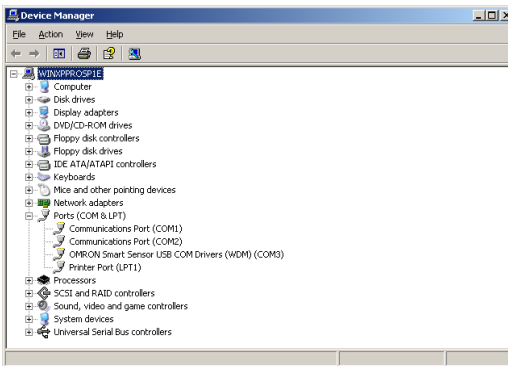 Device Manager
File Action View Help
WINXPPROSP1E
Computer
Disk drives
Display adapters
DVD/CD-ROM drives
Floppy disk controllers
Floppy disk drives
IDE ATA/ATAPI controllers
Keyboards
Mice and other pointing devices
Network adapters
Ports (COM & LPT)
Communications Port (COM1)
Communications Port (COM2)
OMRON Smart Sensor USB COM Drivers (WDM) (COM3)
Printer Port (LPT1)
Processors
SCSI and RAID controllers
Sound, video and game controllers
System devices
Universal Serial Bus controllers